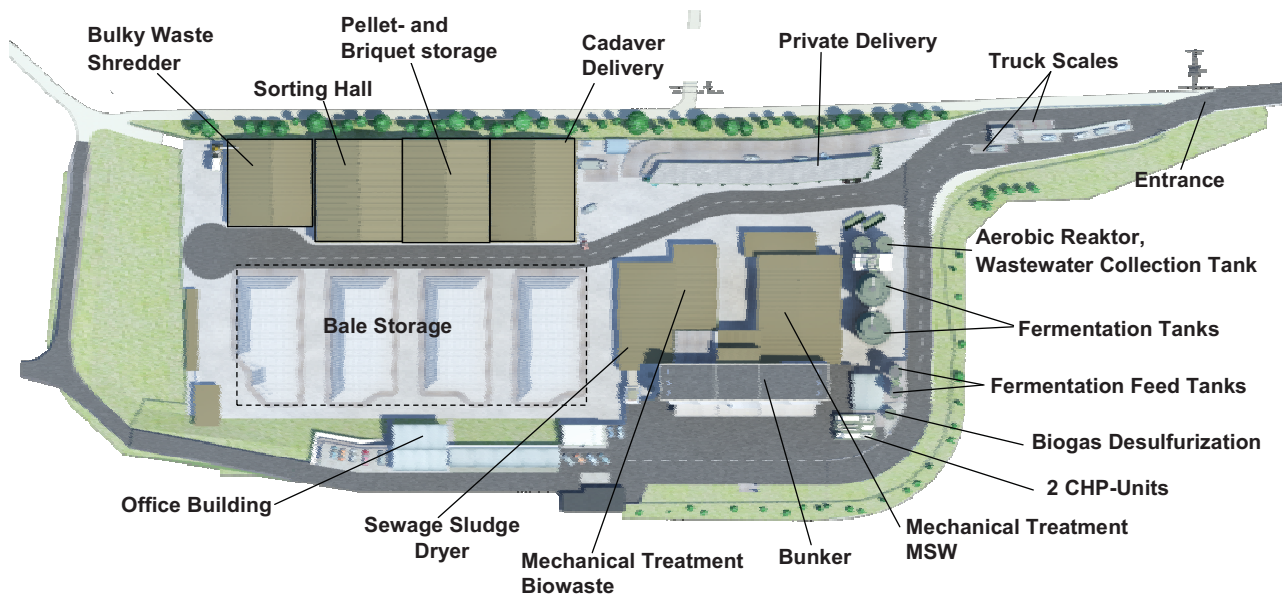 Bulky Waste
Shredder
Sorting Hall
Pellet- and
Briquet storage
Cadaver
Delivery
Private Delivery
Truck Scales
Entrance
Aerobic Reaktor,
Wastewater Collection Tank
Fermentation Tanks
Bale Storage
Fermentation Feed Tanks
Biogas Desulfurization
2 CHP-Units
Office Building
Sewage Sludge
Dryer
Mechanical Treatment
Biowaste
Bunker
Mechanical Treatment
MSW